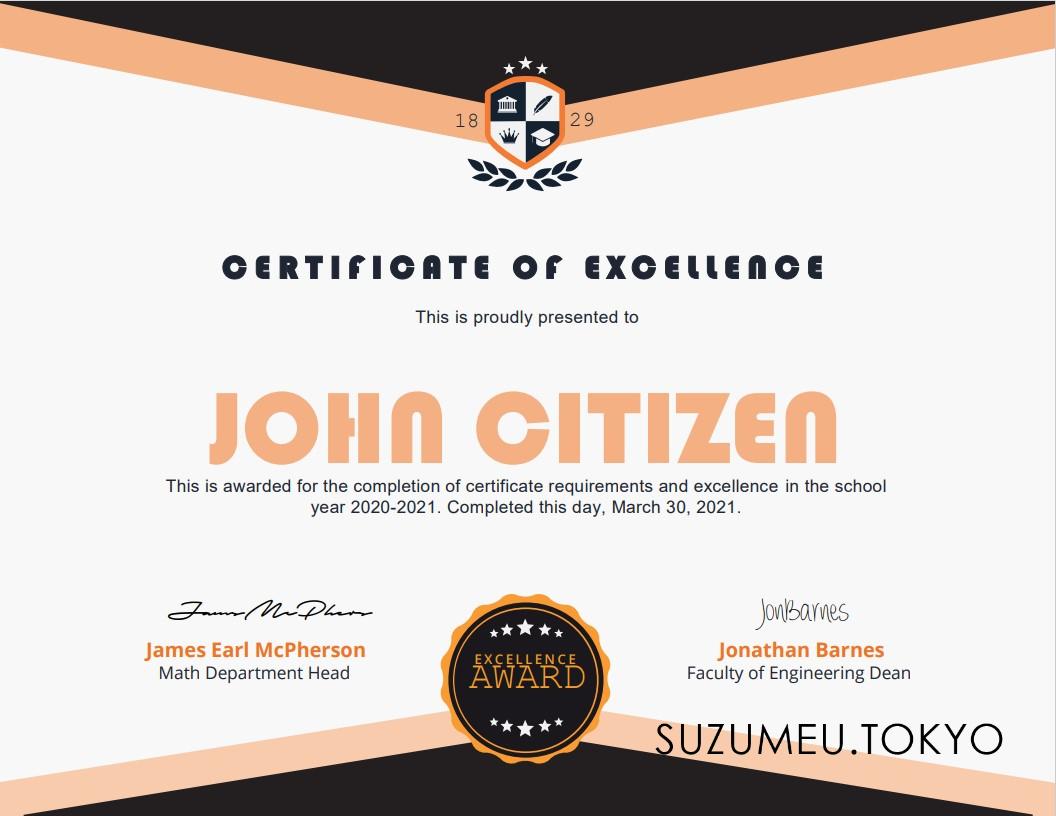 18 29
CERTIFICATE OF EXCELLENCE
This is proudly presented to
JOHN CITIZEN
This is awarded for the completion of certificate requirements and excellence in the school
year 2020-2021. Completed this day, March 30, 2021.
James McPhers
James Earl McPherson
Math Department Head
EXCELLENCE
AWARD
JonBarnes
Jonathan Barnes
Faculty of Engineering Dean
SUZUMEU.TOKYO